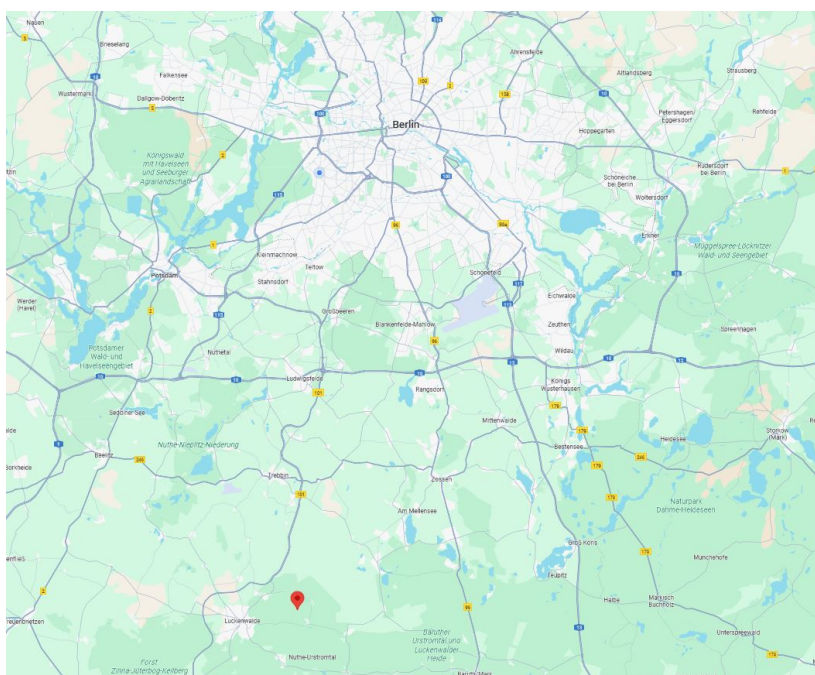 Nauen
Brieselang
Ahrensfelde
Altlandsberg
Strausberg
Falkensee
Wustermark
Dallgow-Döberitz
Petershagen/
Eggersdorf
Rehfelde
Berlin
Hoppegarten
Königswald
mit Havelseen
und Seeburger
Agrarlandschaft
Rüdersdorf
bei Berlin
Schöneiche
bei Berlin
Woltersdorf
Erkner
Müggelspree-Löcknitzer
Wald- und Seengebiet
Kleinmachnow
Teltow
Potsdam
Stahnsdorf
Schönefeld
Eichwalde
Werder
(Havel)
Großbeeren
Blankenfelde-Mahlow
Zeuthen
Spreenhagen
Potsdamer
Wald- und
Havelseengebiet
Nuthetal
Wildau
Ludwigsfelde
Rangsdorf
Königs
Wusterhausen
Seddiner See
Mittenwalde
Nuthe-Nieplitz-Niederung
Bestensee
Heidesee
Storkow
(Mark)
Beelitz
Borkheide
Trebbin
Zossen
Am Mellensee
Naturpark
Dahme-Heideseen
Groß Köris
Münchehofe
Teupitz
Halbe
Märkisch
Buchholz
Luckenwalde
Baruther
Urstromtal und
Luckenwalder
Heide
Unterspreewald
Nuthe-Urstromtal
Forst
Zinna-Jüterbog-Keilberg